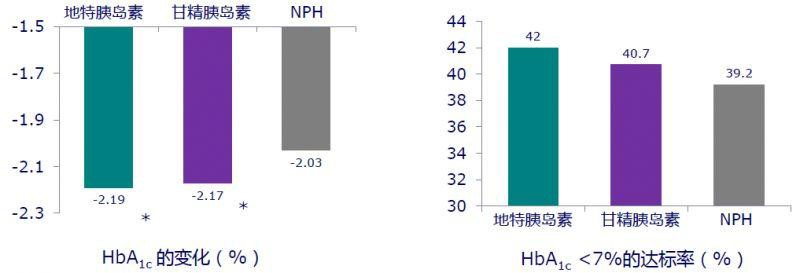 地特胰岛素 甘精胰岛素 NPH
-1.5
-1.7
-1.9
-2.1
-2.3
-2.19 * -2.17 * -2.03
HbA1c 的变化（%）
44
42
40
38
36
34
32
30
42 40.7 39.2
地特胰岛素 甘精胰岛素 NPH
HbA1c <7%的达标率（%）